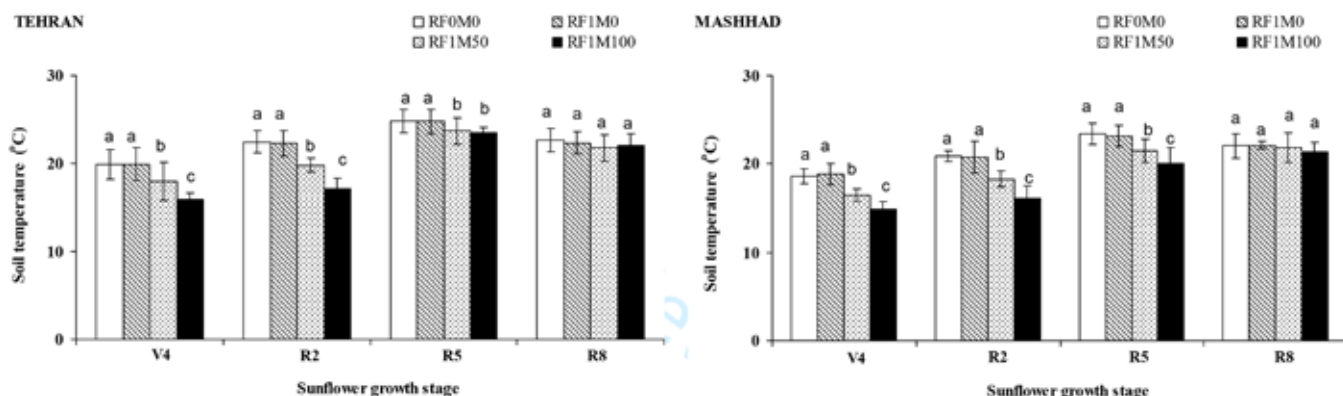 TEHRAN
RF0M0 RF1M0
RF1M50 RF1M100
30
20
10
0
Soil temperature (°C)
a a b c
a a b c
a a b b
a a a a
V4 R2 R5 R8
Sunflower growth stage
MASHHAD
RF0M0 RF1M0
RF1M50 RF1M100
30
20
10
0
Soil temperature (°C)
a a b c
a a b c
a a b c
a a a a
V4 R2 R5 R8
Sunflower growth stage